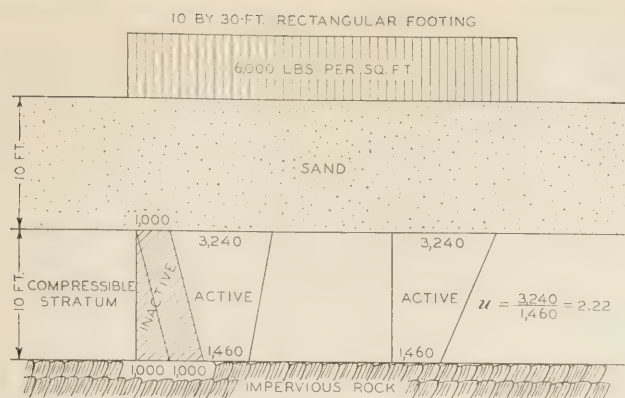 10 BY 30-FT. RECTANGULAR FOOTING
6,000 LBS PER SQ.FT.
10 FT.
SAND
1,000
3,240
3,240
10 FT.
COMPRESSIBLE
STRATUM
INACTIVE
ACTIVE
ACTIVE
u = 3,240 / 1,460 = 2.22
1,460
1,460
1,000 1,000
IMPERVIOUS ROCK